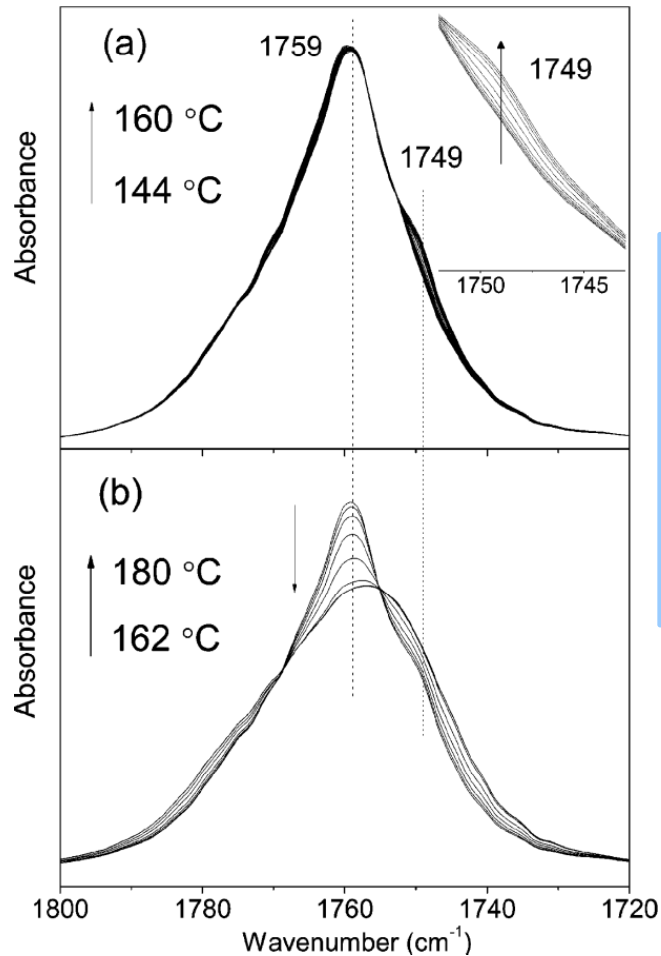 (a)
1759
1749
1749
160 °C
144 °C
Absorbance
1750 1745
(b)
180 °C
162 °C
Absorbance
1800 1780 1760 1740 1720
Wavenumber (cm⁻¹)